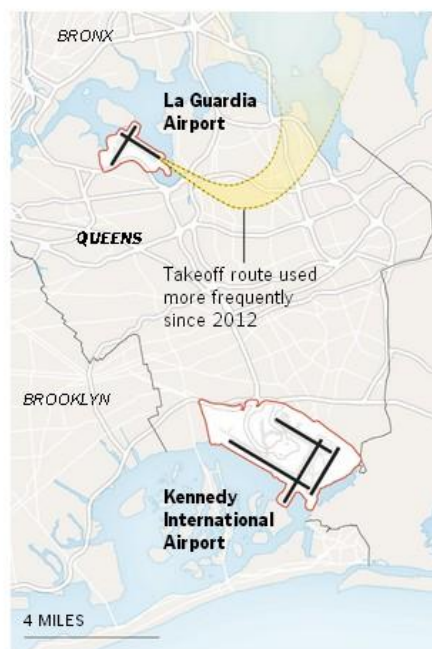 BRONX
La Guardia
Airport
QUEENS
Takeoff route used
more frequently
since 2012
BROOKLYN
Kennedy
International
Airport
4 MILES